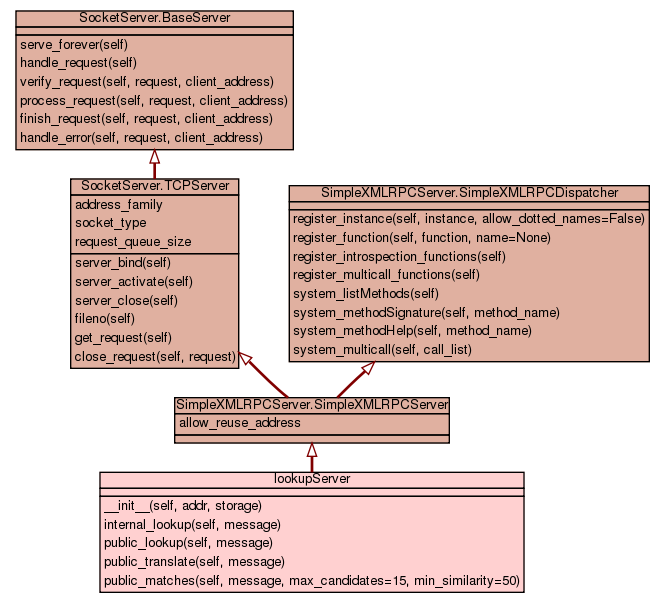 SocketServer.BaseServer
serve_forever(self)
handle_request(self)
verify_request(self, request, client_address)
process_request(self, request, client_address)
finish_request(self, request, client_address)
handle_error(self, request, client_address)
SocketServer.TCPServer
address_family
socket_type
request_queue_size
server_bind(self)
server_activate(self)
server_close(self)
fileno(self)
get_request(self)
close_request(self, request)
SimpleXMLRPCServer.SimpleXMLRPCDispatcher
register_instance(self, instance, allow_dotted_names=False)
register_function(self, function, name=None)
register_introspection_functions(self)
register_multicall_functions(self)
system_listMethods(self)
system_methodSignature(self, method_name)
system_methodHelp(self, method_name)
system_multicall(self, call_list)
SimpleXMLRPCServer.SimpleXMLRPCServer
allow_reuse_address
lookupServer
__init__(self, addr, storage)
internal_lookup(self, message)
public_lookup(self, message)
public_translate(self, message)
public_matches(self, message, max_candidates=15, min_similarity=50)